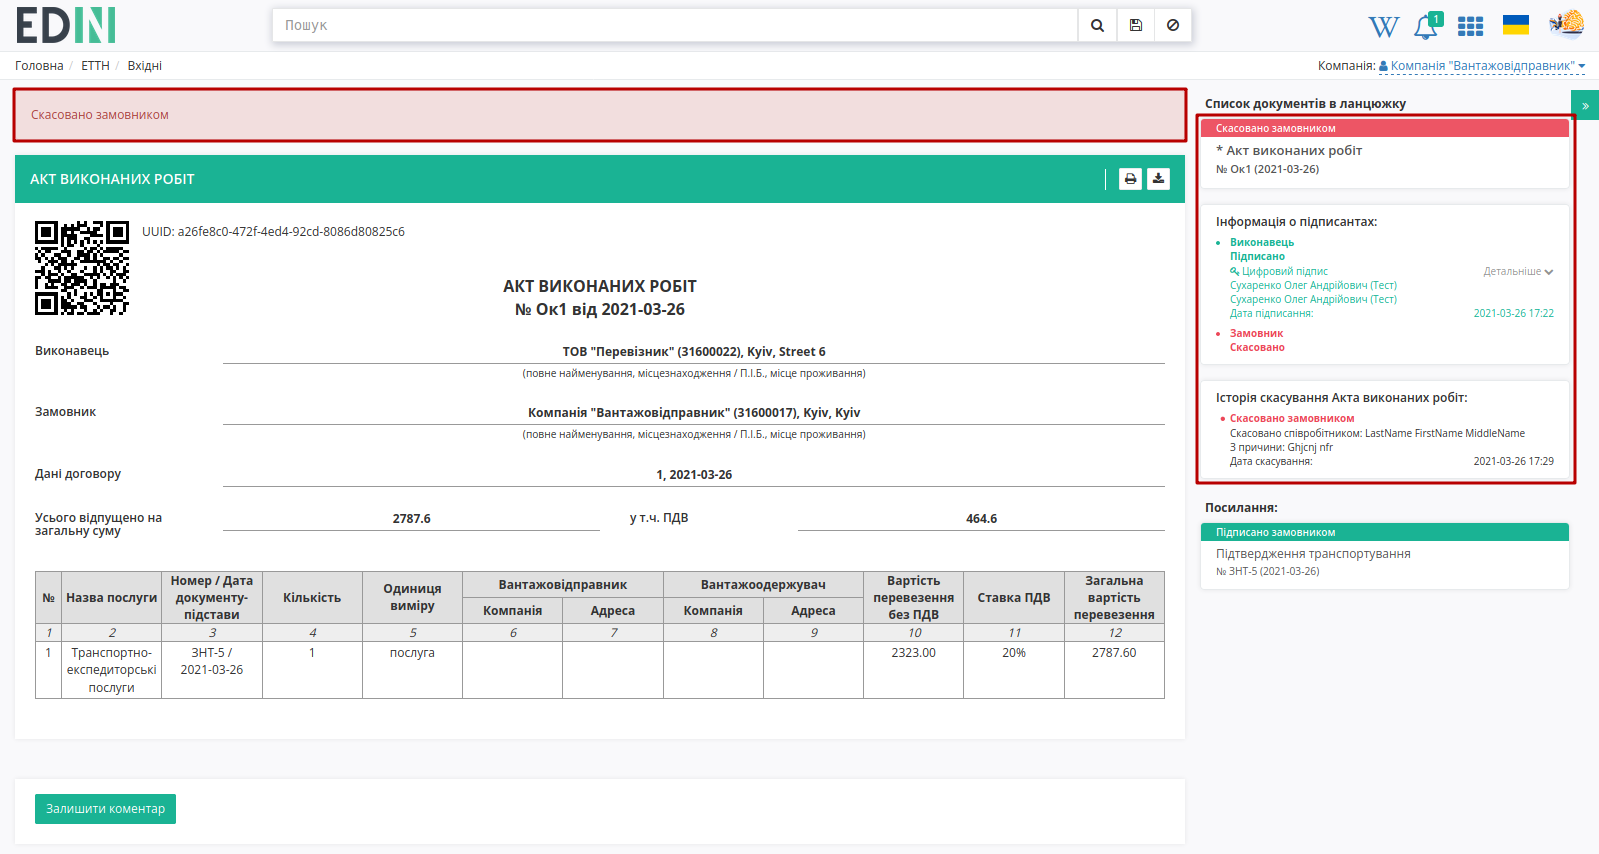 EDIN
Пошук
1
Головна / ЕТТН / Вхідні
Компанія: Компанія "Вантажовідправник"
Скасовано замовником
АКТ ВИКОНАНИХ РОБІТ
UUID: a26fe8c0-472f-4ed4-92cd-8086d80825c6
АКТ ВИКОНАНИХ РОБІТ
№ Ок1 від 2021-03-26
Виконавець
ТОВ "Перевізник" (31600022), Kyiv, Street 6
(повне найменування, місцезнаходження / П.І.Б., місце проживання)
Замовник
Компанія "Вантажовідправник" (31600017), Kyiv, Kyiv
(повне найменування, місцезнаходження / П.І.Б., місце проживання)
Дані договору
1, 2021-03-26
Усього відпущено на загальну суму
2787.6
у т.ч. ПДВ
464.6
№ Назва послуги Номер / Дата документу-підстави Кількість Одиниця виміру Вантажовідправник Вантажоодержувач Вартість перевезення без ПДВ Ставка ПДВ Загальна вартість перевезення
Компанія Адреса Компанія Адреса
1 2 3 4 5 6 7 8 9 10 11 12
1 Транспортно-експедиторські послуги ЗНТ-5 / 2021-03-26 1 послуга 2323.00 20% 2787.60
Залишити коментар
Список документів в ланцюжку
»
Скасовано замовником
* Акт виконаних робіт
№ Ок1 (2021-03-26)
Інформація о підписантах:
Виконавець
Підписано
Цифровий підпис Детальніше
Сухаренко Олег Андрійович (Тест)
Сухаренко Олег Андрійович (Тест)
Дата підписання: 2021-03-26 17:22
Замовник
Скасовано
Історія скасування Акта виконаних робіт:
Скасовано замовником
Скасовано співробітником: LastName FirstName MiddleName
З причини: Ghjcnj nfr
Дата скасування: 2021-03-26 17:29
Посилання:
Підписано замовником
Підтвердження транспортування
№ ЗНТ-5 (2021-03-26)